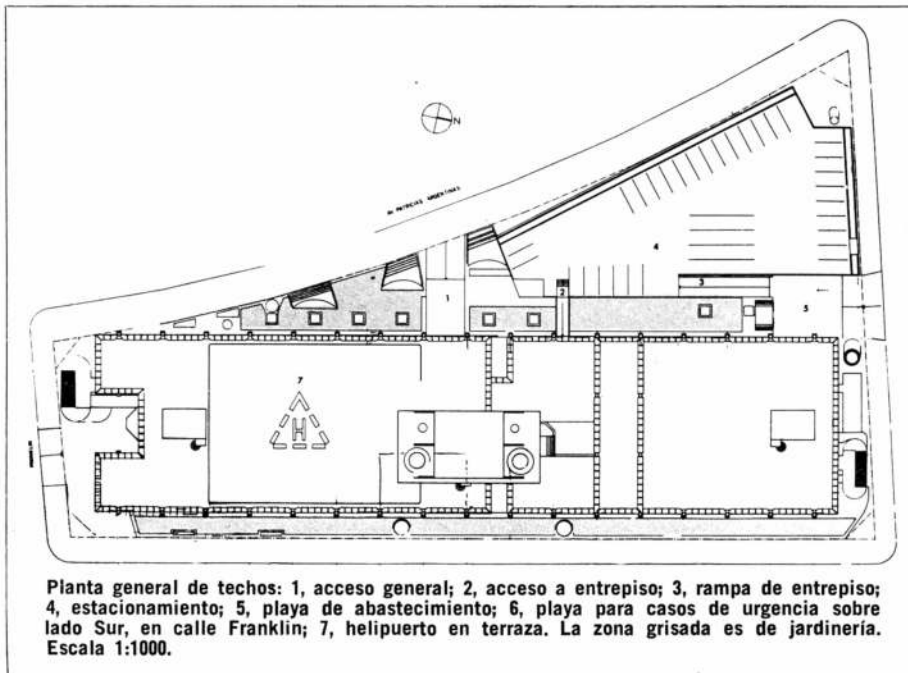 N
Av PATRICIAS ARGENTINAS
4
3
2
1
5
7
H
Planta general de techos: 1, acceso general; 2, acceso a entrepiso; 3, rampa de entrepiso;
4, estacionamiento; 5, playa de abastecimiento; 6, playa para casos de urgencia sobre
lado Sur, en calle Franklin; 7, helipuerto en terraza. La zona grisada es de jardinería.
Escala 1:1000.